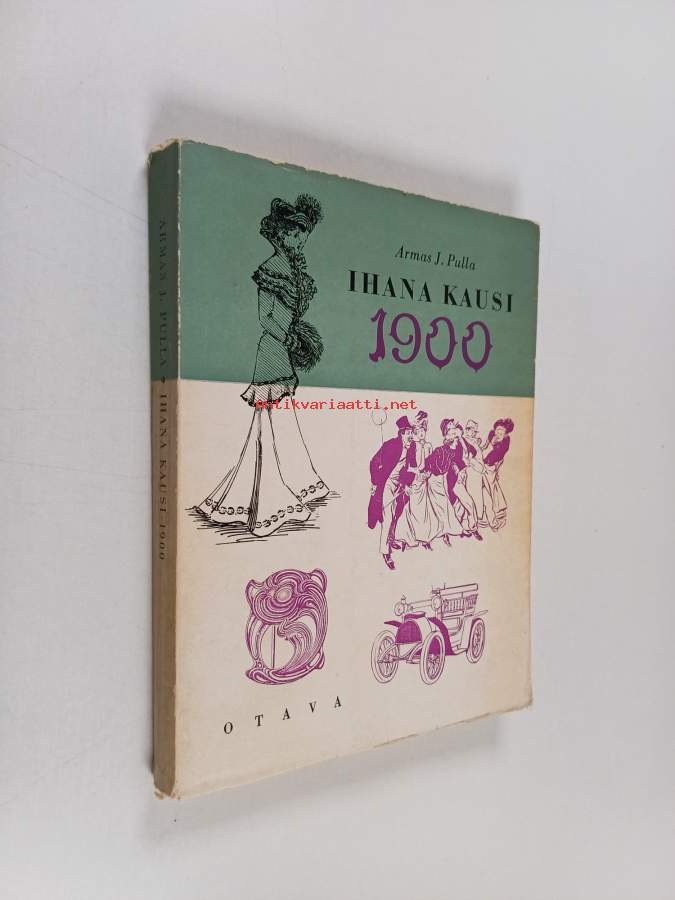 Armas J. Pulla
IHANA KAUSI
1900
antikvariaatti.net
OTAVA
ARMAS J. PULLA • IHANA KAUSI 1900